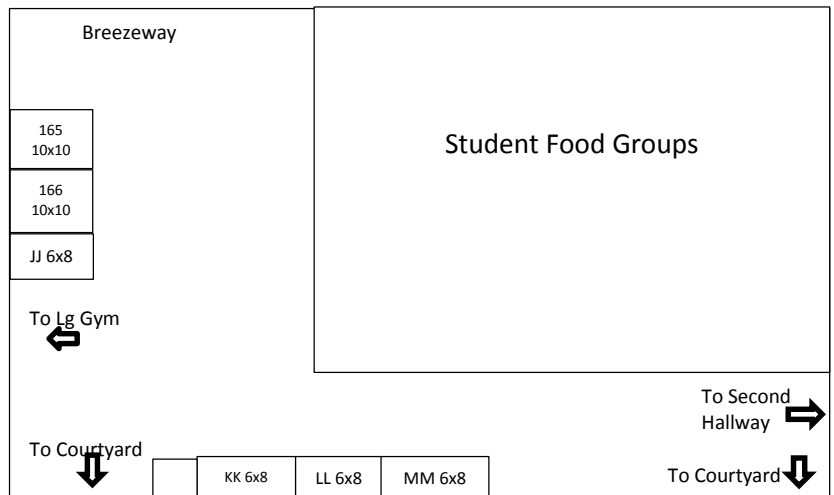 Breezeway
Student Food Groups
165
10x10
166
10x10
JJ 6x8
To Lg Gym
To Second
Hallway
To Courtyard
KK 6x8
LL 6x8
MM 6x8
To Courtyard